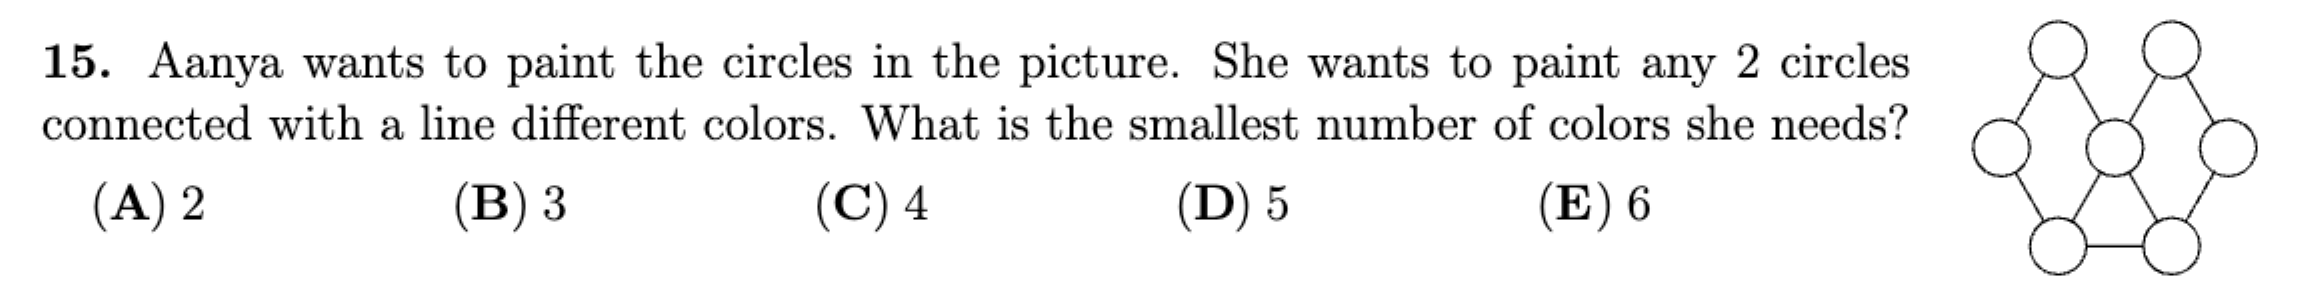 15. Aanya wants to paint the circles in the picture. She wants to paint any 2 circles
connected with a line different colors. What is the smallest number of colors she needs?
(A) 2 (B) 3 (C) 4 (D) 5 (E) 6